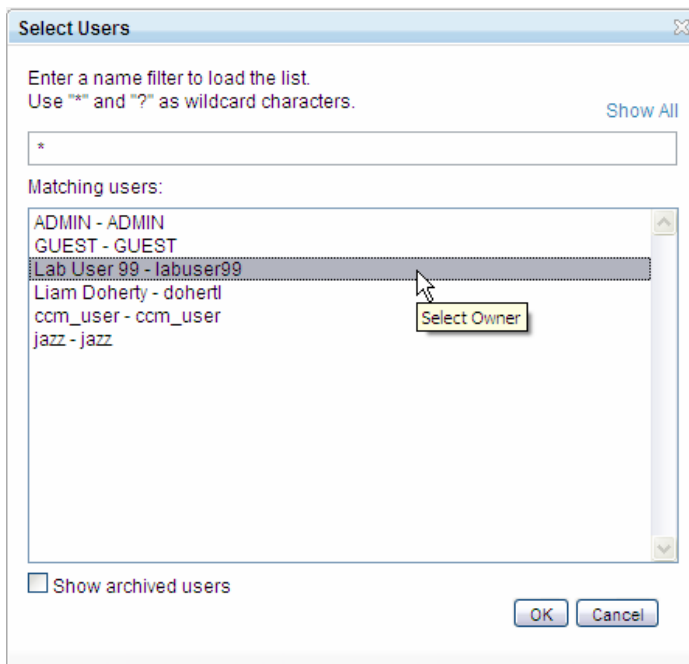 Select Users
Enter a name filter to load the list.
Use "*" and "?" as wildcard characters.
Show All
*
Matching users:
ADMIN - ADMIN
GUEST - GUEST
Lab User 99 - labuser99
Liam Doherty - dohertl
ccm_user - ccm_user
jazz - jazz
Select Owner
Show archived users
OK
Cancel